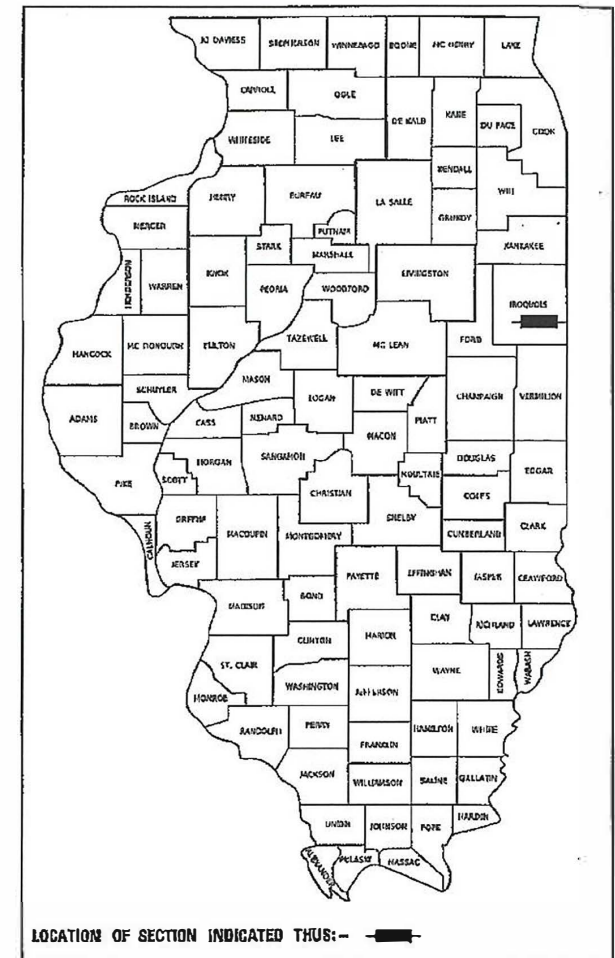 JO DAVIESS STEPHENSON WINNEBAGO BOONE MC HENRY LAKE
CARROLL OGLE DE KALB KANE DU PAGE COOK
WHITESIDE LEE
KENDALL WILL
ROCK ISLAND HENRY BUREAU LA SALLE GRUNDY
MERCER PUTNAM KANKAKEE
STARK MARSHALL
HENDERSON WARREN KNOX PEORIA WOODFORD LIVINGSTON IROQUOIS
HANCOCK MC DONOUGH FULTON TAZEWELL MC LEAN FORD
SCHUYLER MASON LOGAN DE WITT CHAMPAIGN VERMILION
ADAMS BROWN CASS MENARD PIATT
MACON
PIKE SCOTT MORGAN SANGAMON MOULTRIE DOUGLAS EDGAR
CHRISTIAN COLES
CALHOUN GREENE MACOUPIN MONTGOMERY SHELBY CUMBERLAND CLARK
JERSEY FAYETTE EFFINGHAM JASPER CRAWFORD
MADISON BOND CLAY RICHLAND LAWRENCE
CLINTON MARION
ST. CLAIR WAYNE EDWARDS WABASH
MONROE WASHINGTON JEFFERSON
RANDOLPH PERRY HAMILTON WHITE
FRANKLIN
JACKSON WILLIAMSON SALINE GALLATIN
UNION JOHNSON POPE HARDIN
ALEXANDER PULASKI MASSAC
LOCATION OF SECTION INDICATED THUS:-